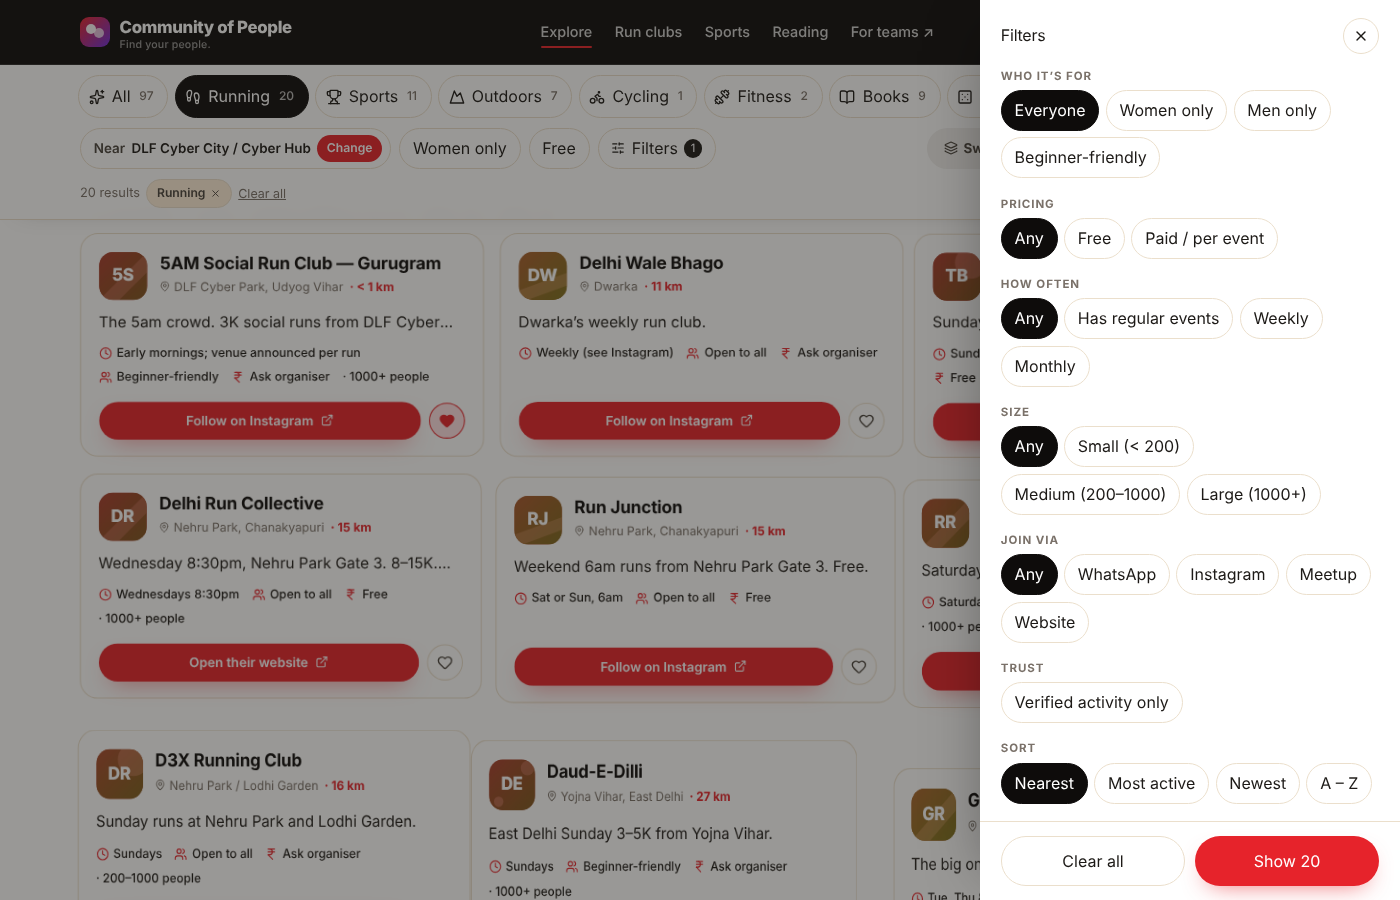 Community of People
Find your people.
Explore Run clubs Sports Reading For teams ↗
All 97 Running 20 Sports 11 Outdoors 7 Cycling 1 Fitness 2 Books 9
Near DLF Cyber City / Cyber Hub Change Women only Free Filters 1
20 results Running × Clear all
5S
5AM Social Run Club — Gurugram
DLF Cyber Park, Udyog Vihar · < 1 km
The 5am crowd. 3K social runs from DLF Cyber…
Early mornings; venue announced per run
Beginner-friendly ₹ Ask organiser · 1000+ people
Follow on Instagram
DW
Delhi Wale Bhago
Dwarka · 11 km
Dwarka's weekly run club.
Weekly (see Instagram) Open to all ₹ Ask organiser
Follow on Instagram
TB
Sunday
₹ Free
DR
Delhi Run Collective
Nehru Park, Chanakyapuri · 15 km
Wednesday 8:30pm, Nehru Park Gate 3. 8–15K.…
Wednesdays 8:30pm Open to all ₹ Free
· 1000+ people
Open their website
RJ
Run Junction
Nehru Park, Chanakyapuri · 15 km
Weekend 6am runs from Nehru Park Gate 3. Free.
Sat or Sun, 6am Open to all ₹ Free
Follow on Instagram
RR
Saturday
· 1000+ pe
DR
D3X Running Club
Nehru Park / Lodhi Garden · 16 km
Sunday runs at Nehru Park and Lodhi Garden.
Sundays Open to all ₹ Ask organiser
· 200–1000 people
DE
Daud-E-Dilli
Yojna Vihar, East Delhi · 27 km
East Delhi Sunday 3–5K from Yojna Vihar.
Sundays Beginner-friendly ₹ Ask organiser
· 1000+ people
GR
The big on
Tue, Thu
Filters
WHO IT'S FOR
Everyone Women only Men only
Beginner-friendly
PRICING
Any Free Paid / per event
HOW OFTEN
Any Has regular events Weekly
Monthly
SIZE
Any Small (< 200)
Medium (200–1000) Large (1000+)
JOIN VIA
Any WhatsApp Instagram Meetup
Website
TRUST
Verified activity only
SORT
Nearest Most active Newest A – Z
Clear all Show 20